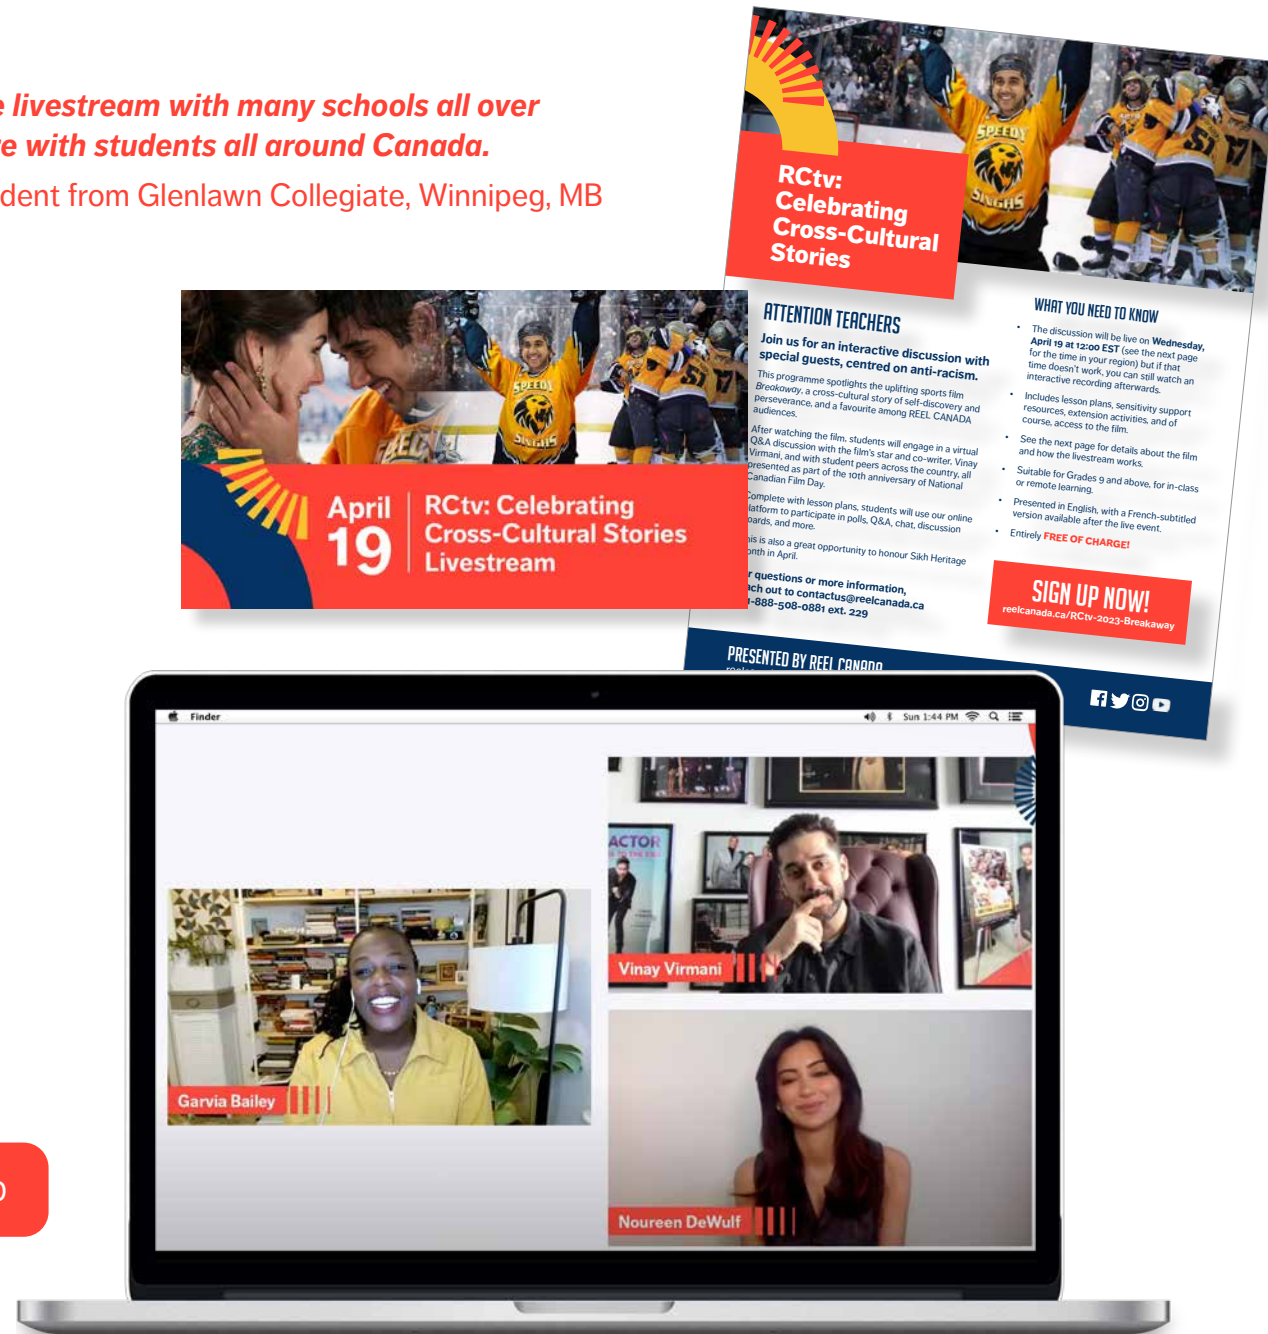 livestream with many schools all over
with students all around Canada.
from Glenlawn Collegiate, Winnipeg, MB
RCtv:
Celebrating
Cross-Cultural
Stories
SPEEDY
SINGHS
57
17
ATTENTION TEACHERS
Join us for an interactive discussion with
special guests, centred on anti-racism.
This programme spotlights the uplifting sports film
Breakaway, a cross-cultural story of self-discovery and
perseverance, and a favourite among REEL CANADA
audiences.
After watching the film, students will engage in a virtual
Q&A discussion with the film's star and co-writer, Vinay
Virmani, and with student peers across the country, all
presented as part of the 10th anniversary of National
Canadian Film Day.
Complete with lesson plans, students will use our online
platform to participate in polls, Q&A, chat, discussion
boards, and more.
is also a great opportunity to honour Sikh Heritage
in April.
questions or more information,
out to contactus@reelcanada.ca
1-888-508-0881 ext. 229
WHAT YOU NEED TO KNOW
• The discussion will be live on Wednesday,
April 19 at 12:00 EST (see the next page
for the time in your region) but if that
time doesn't work, you can still watch an
interactive recording afterwards.
• Includes lesson plans, sensitivity support
resources, extension activities, and of
course, access to the film.
• See the next page for details about the film
and how the livestream works.
• Suitable for Grades 9 and above, for in-class
or remote learning.
• Presented in English, with a French-subtitled
version available after the live event.
• Entirely FREE OF CHARGE!
SIGN UP NOW!
reelcanada.ca/RCtv-2023-Breakaway
PRESENTED BY REEL CANADA
SPEEDY
SINGHS
April
19
RCtv: Celebrating
Cross-Cultural Stories
Livestream
Finder
Sun 1:44 PM
ACTOR
Vinay Virmani
Garvia Bailey
Noureen DeWulf